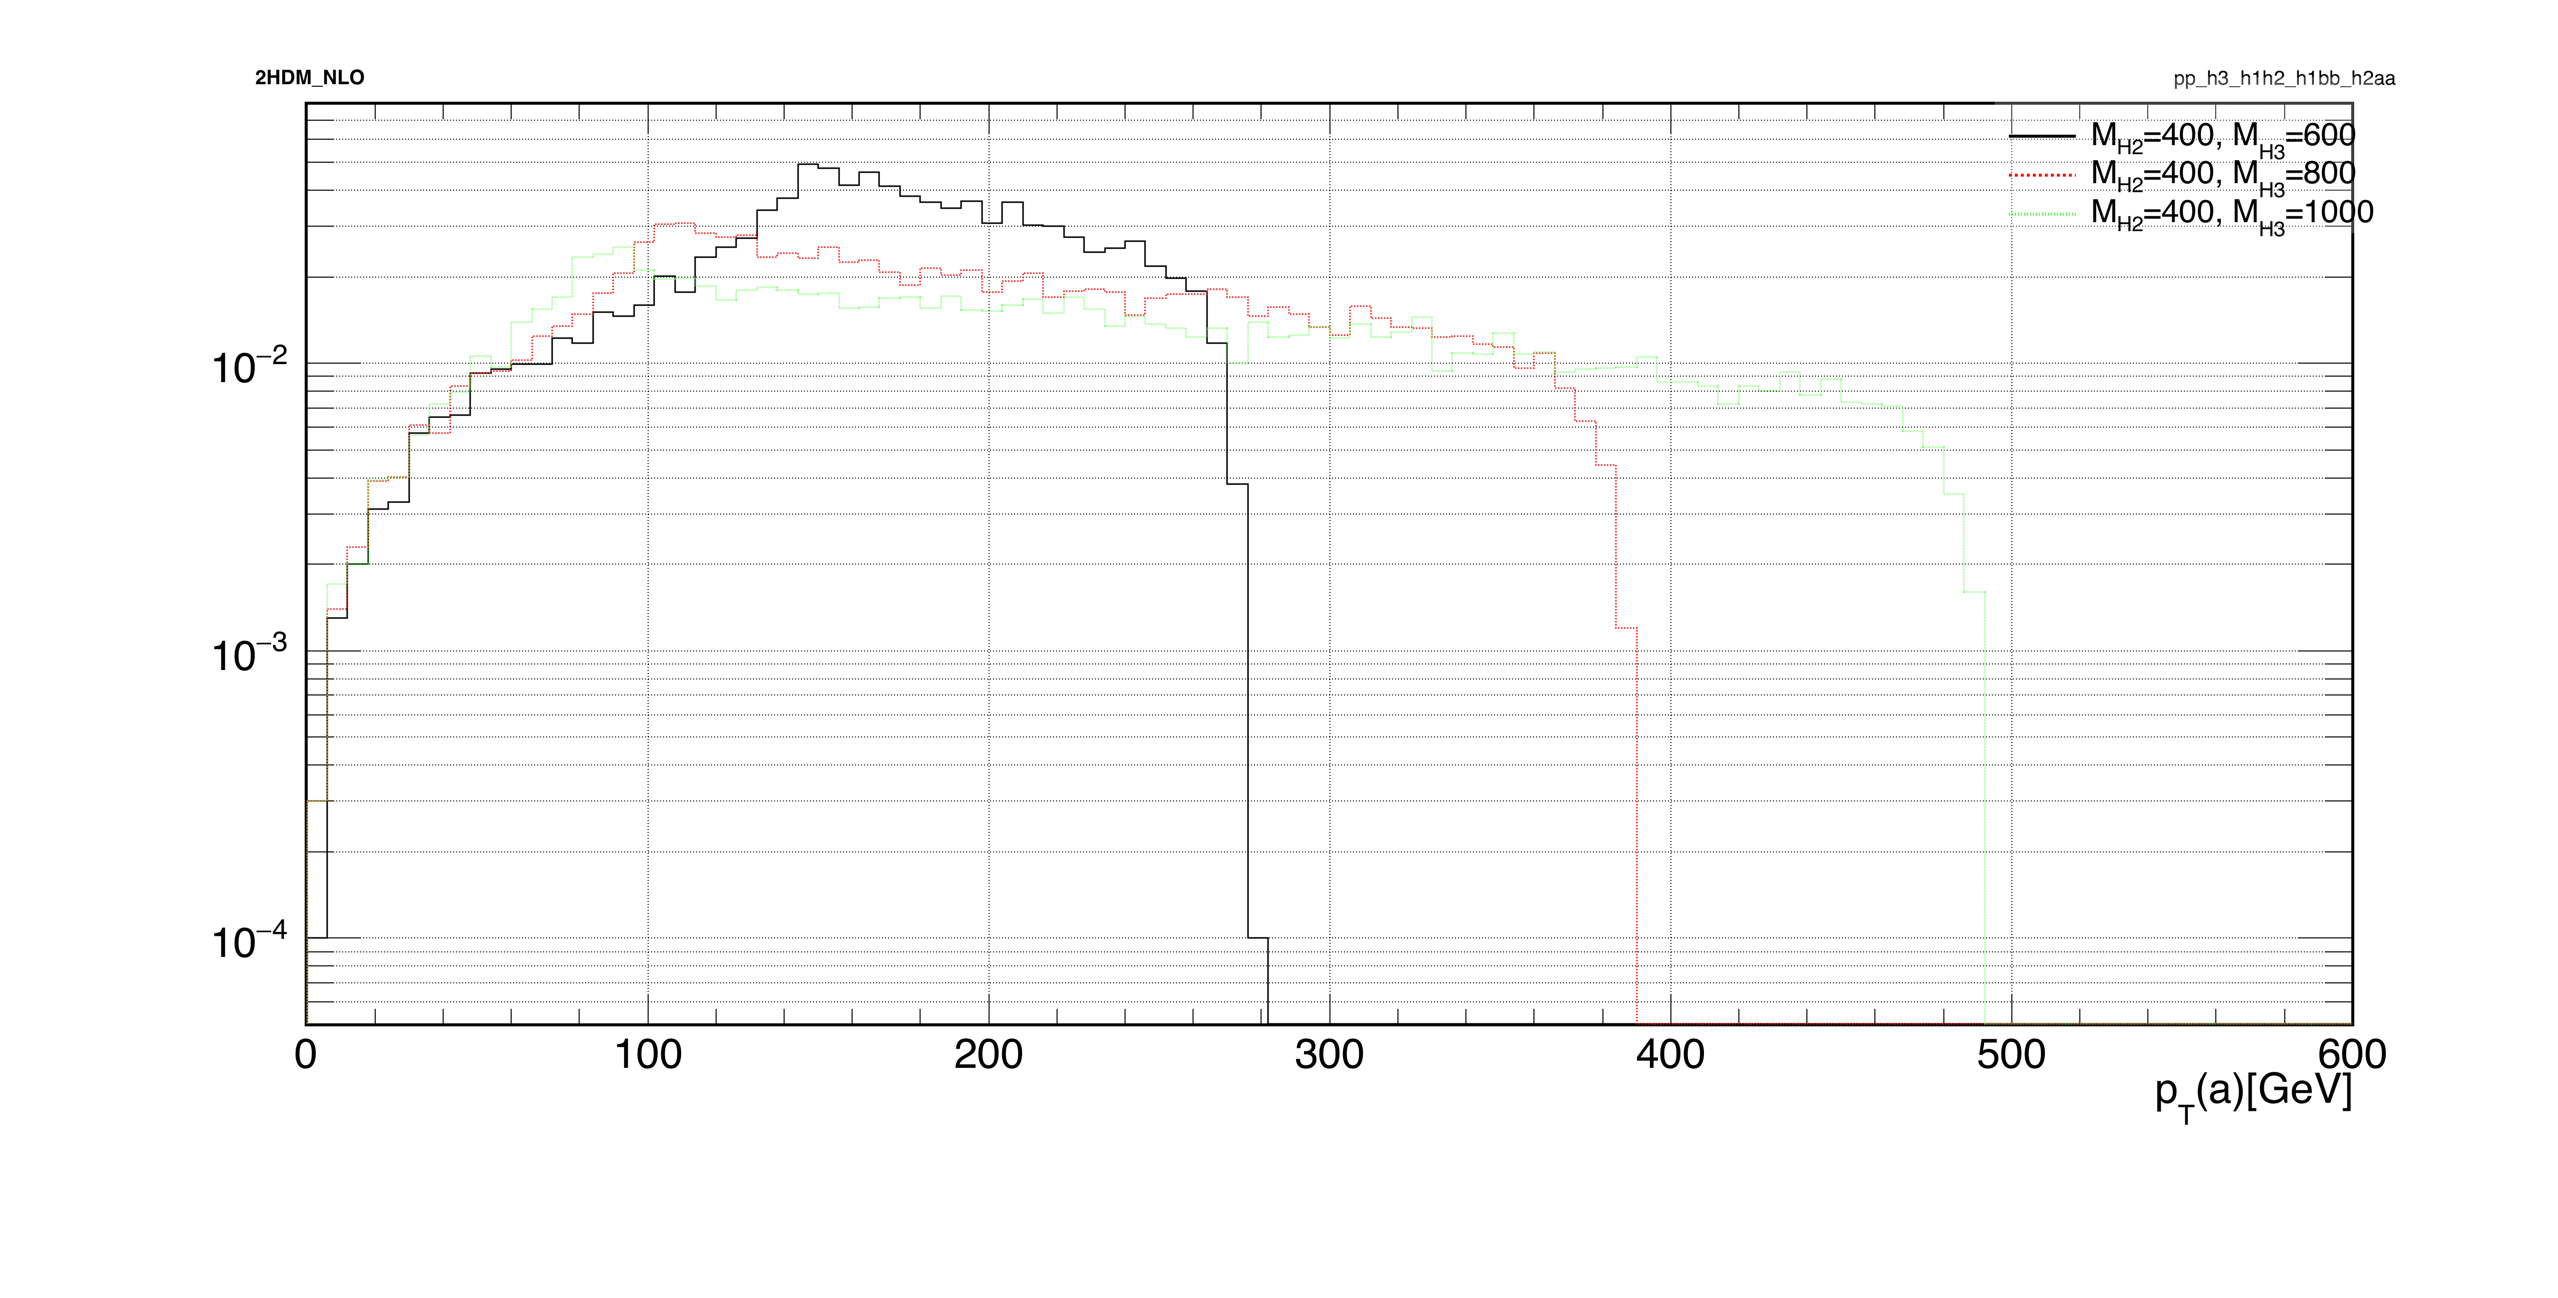 2HDM_NLO
pp_h3_h1h2_h1bb_h2aa
M_H2=400, M_H3=600
M_H2=400, M_H3=800
M_H2=400, M_H3=1000
10^−2
10^−3
10^−4
0 100 200 300 400 500 600
p_T(a)[GeV]